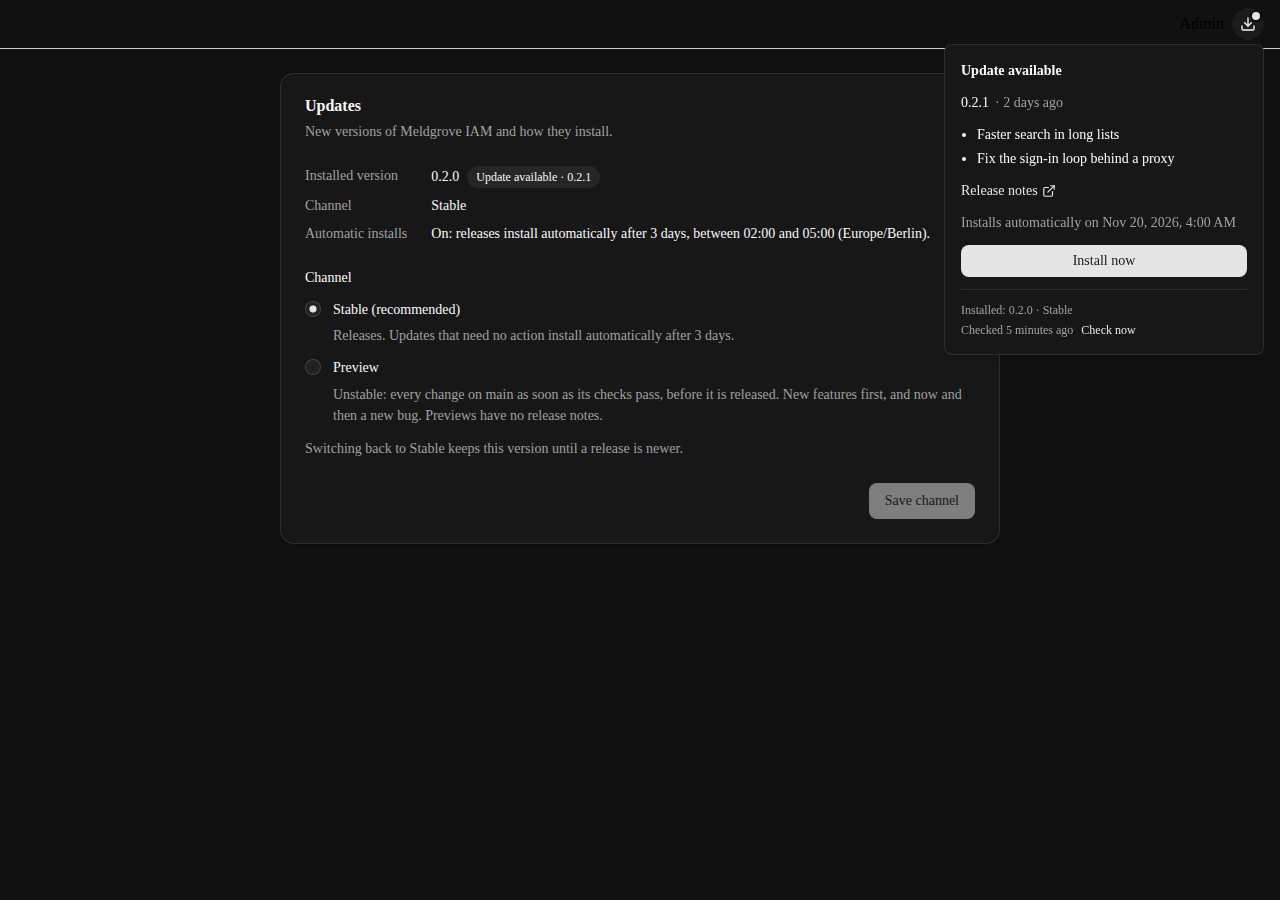 Admin
Update available
0.2.1 · 2 days ago
Faster search in long lists
Fix the sign-in loop behind a proxy
Release notes
Installs automatically on Nov 20, 2026, 4:00 AM
Install now
Installed: 0.2.0 · Stable
Checked 5 minutes ago Check now
Updates
New versions of Meldgrove IAM and how they install.
Installed version 0.2.0 Update available · 0.2.1
Channel Stable
Automatic installs On: releases install automatically after 3 days, between 02:00 and 05:00 (Europe/Berlin).
Channel
Stable (recommended)
Releases. Updates that need no action install automatically after 3 days.
Preview
Unstable: every change on main as soon as its checks pass, before it is released. New features first, and now and
then a new bug. Previews have no release notes.
Switching back to Stable keeps this version until a release is newer.
Save channel